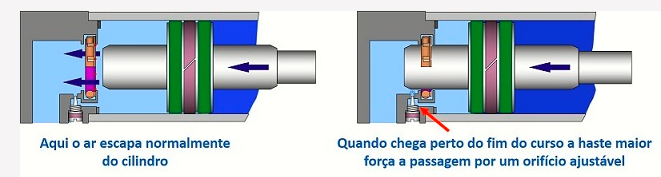 Aqui o ar escapa normalmente
do cilindro
Quando chega perto do fim do curso a haste maior
força a passagem por um orifício ajustável